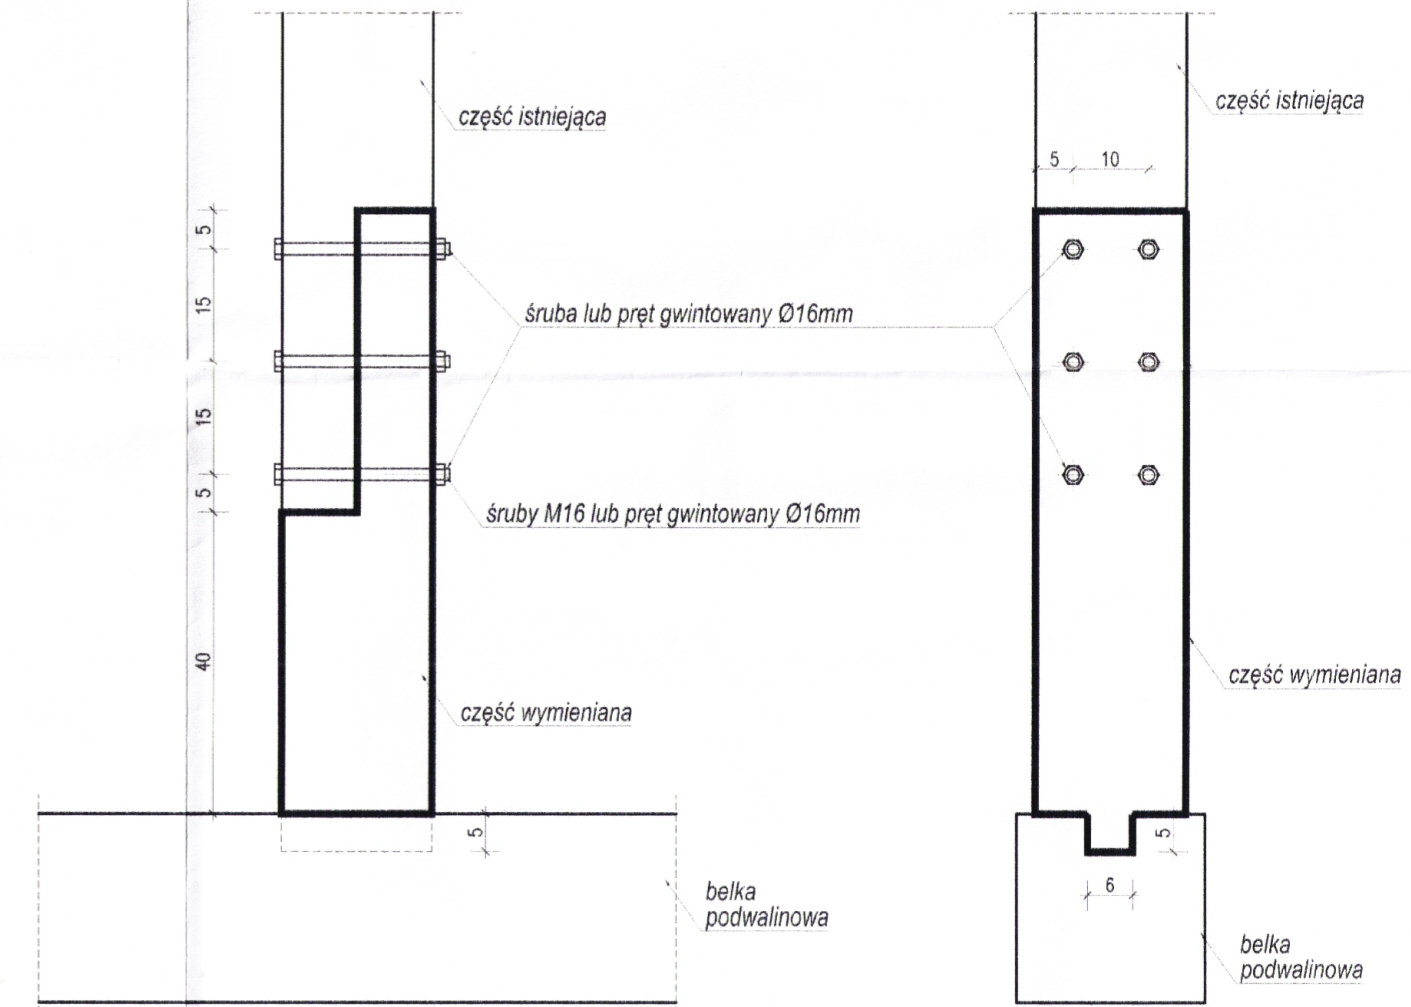 część istniejąca
część istniejąca
5
10
5
15
15
5
40
śruba lub pręt gwintowany Ø16mm
śruby M16 lub pręt gwintowany Ø16mm
część wymieniana
część wymieniana
5
5
6
belka
podwalinowa
belka
podwalinowa